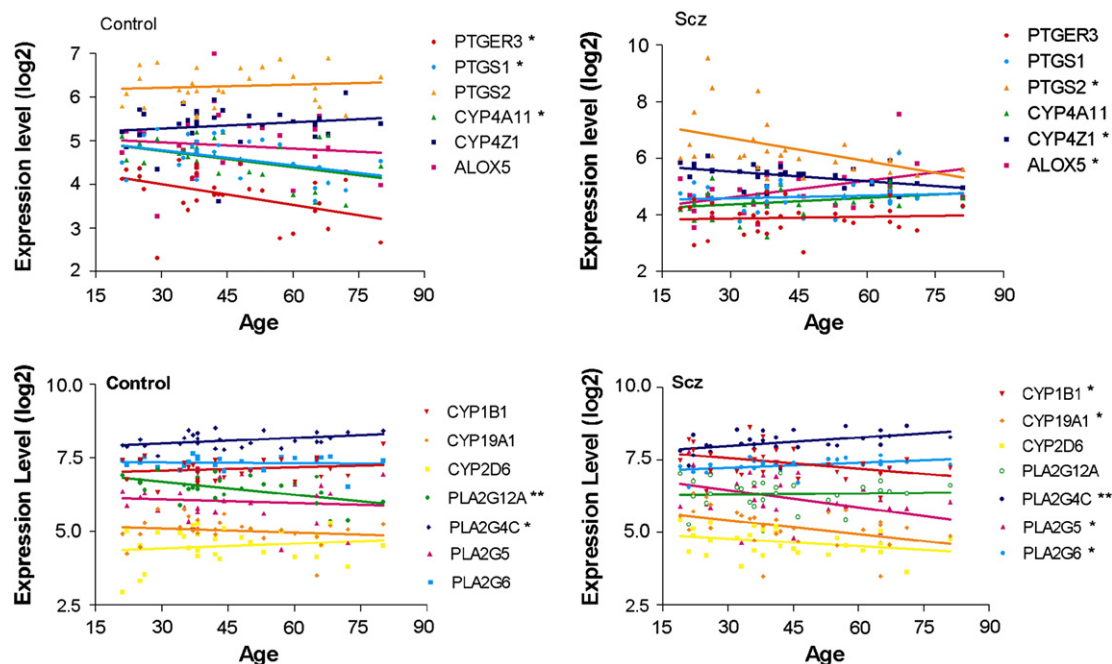 Control
Expression level (log2)
7
6
5
4
3
2
15
30
45
60
75
90
Age
PTGER3 *
PTGS1 *
PTGS2
CYP4A11 *
CYP4Z1
ALOX5
Scz
Expression level (log2)
10
8
6
4
2
15
30
45
60
75
90
Age
PTGER3
PTGS1
PTGS2 *
CYP4A11
CYP4Z1 *
ALOX5 *
Control
Expression Level (log2)
10.0
7.5
5.0
2.5
15
30
45
60
75
90
Age
CYP1B1
CYP19A1
CYP2D6
PLA2G12A **
PLA2G4C *
PLA2G5
PLA2G6
Scz
Expression Level (log2)
10.0
7.5
5.0
2.5
15
30
45
60
75
90
Age
CYP1B1 *
CYP19A1 *
CYP2D6
PLA2G12A
PLA2G4C **
PLA2G5 *
PLA2G6 *